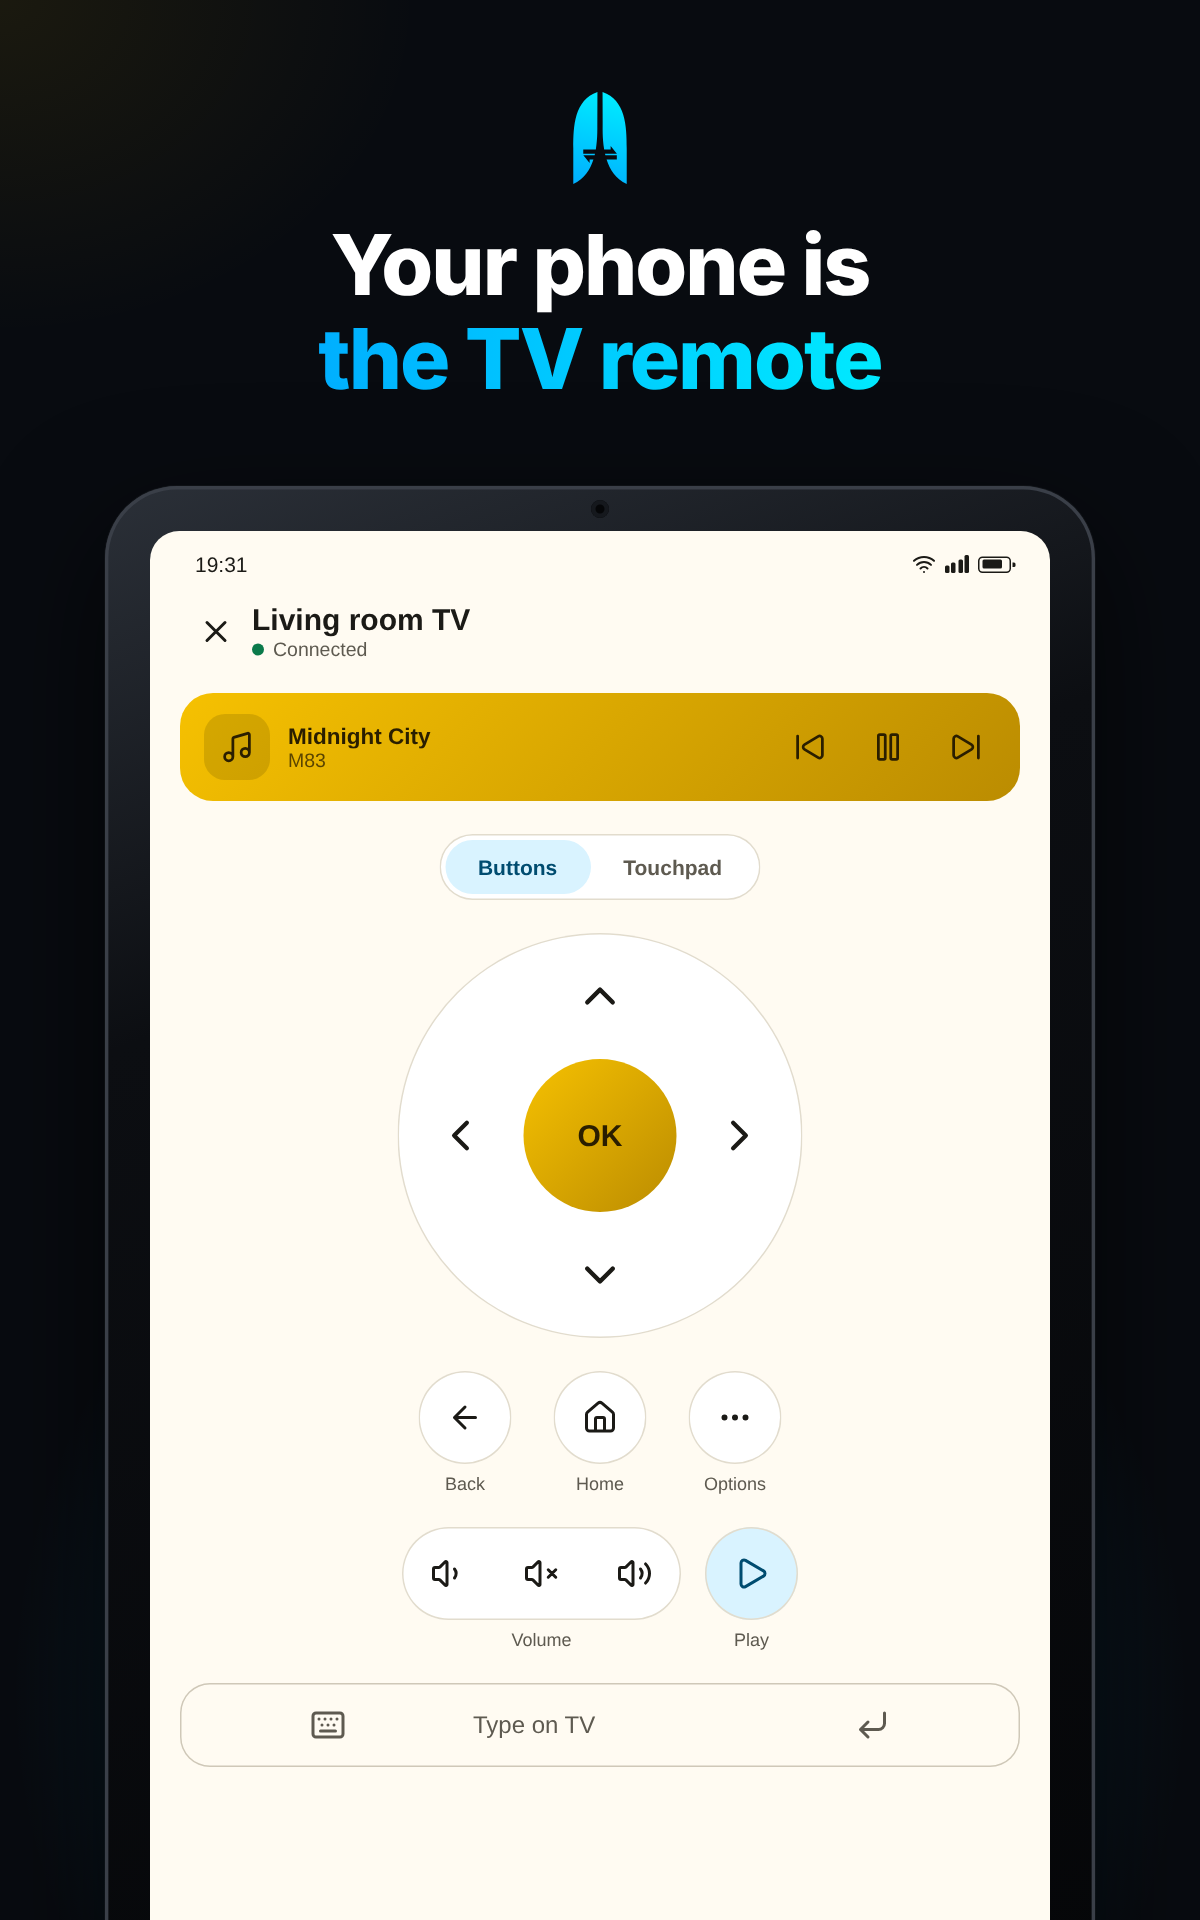 Your phone is
the TV remote
19:31
Living room TV
Connected
Midnight City
M83
Buttons
Touchpad
OK
Back
Home
Options
Volume
Play
Type on TV